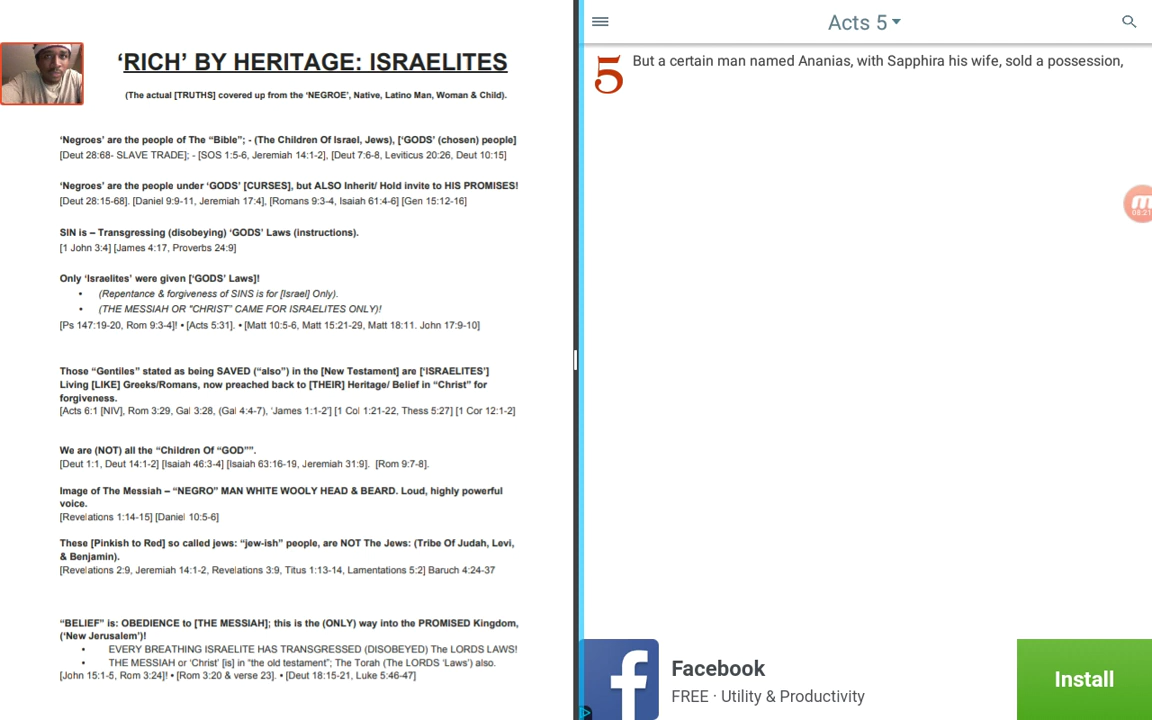 'RICH' BY HERITAGE: ISRAELITES
(The actual [TRUTHS] covered up from the 'NEGROE', Native, Latino Man, Woman & Child).
'Negroes' are the people of The "Bible"; - (The Children Of Israel, Jews), ['GODS' (chosen) people]
[Deut 28:68- SLAVE TRADE]; - [SOS 1:5-6, Jeremiah 14:1-2], [Deut 7:6-8, Leviticus 20:26, Deut 10:15]
'Negroes' are the people under 'GODS' [CURSES], but ALSO Inherit/ Hold invite to HIS PROMISES!
[Deut 28:15-68]. [Daniel 9:9-11, Jeremiah 17:4], [Romans 9:3-4, Isaiah 61:4-6] [Gen 15:12-16]
SIN is – Transgressing (disobeying) 'GODS' Laws (instructions).
[1 John 3:4] [James 4:17, Proverbs 24:9]
Only 'Israelites' were given ['GODS' Laws]!
• (Repentance & forgiveness of SINS is for [Israel] Only).
• (THE MESSIAH OR "CHRIST" CAME FOR ISRAELITES ONLY)!
[Ps 147:19-20, Rom 9:3-4]! • [Acts 5:31]. • [Matt 10:5-6, Matt 15:21-29, Matt 18:11. John 17:9-10]
Those "Gentiles" stated as being SAVED ("also") in the [New Testament] are ['ISRAELITES']
Living [LIKE] Greeks/Romans, now preached back to [THEIR] Heritage/ Belief in "Christ" for
forgiveness.
[Acts 6:1 [NIV], Rom 3:29, Gal 3:28, (Gal 4:4-7), 'James 1:1-2'] [1 Col 1:21-22, Thess 5:27] [1 Cor 12:1-2]
We are (NOT) all the "Children Of "GOD"".
[Deut 1:1, Deut 14:1-2] [Isaiah 46:3-4] [Isaiah 63:16-19, Jeremiah 31:9]. [Rom 9:7-8].
Image of The Messiah – "NEGRO" MAN WHITE WOOLY HEAD & BEARD. Loud, highly powerful
voice.
[Revelations 1:14-15] [Daniel 10:5-6]
These [Pinkish to Red] so called jews: "jew-ish" people, are NOT The Jews: (Tribe Of Judah, Levi,
& Benjamin).
[Revelations 2:9, Jeremiah 14:1-2, Revelations 3:9, Titus 1:13-14, Lamentations 5:2] Baruch 4:24-37
"BELIEF" is: OBEDIENCE to [THE MESSIAH]; this is the (ONLY) way into the PROMISED Kingdom,
('New Jerusalem')!
• EVERY BREATHING ISRAELITE HAS TRANSGRESSED (DISOBEYED) The LORDS LAWS!
• THE MESSIAH or 'Christ' [is] in "the old testament"; The Torah (The LORDS 'Laws') also.
[John 15:1-5, Rom 3:24]! • [Rom 3:20 & verse 23]. • [Deut 18:15-21, Luke 5:46-47]
Acts 5
5 But a certain man named Ananias, with Sapphira his wife, sold a possession,
Facebook
FREE · Utility & Productivity
Install